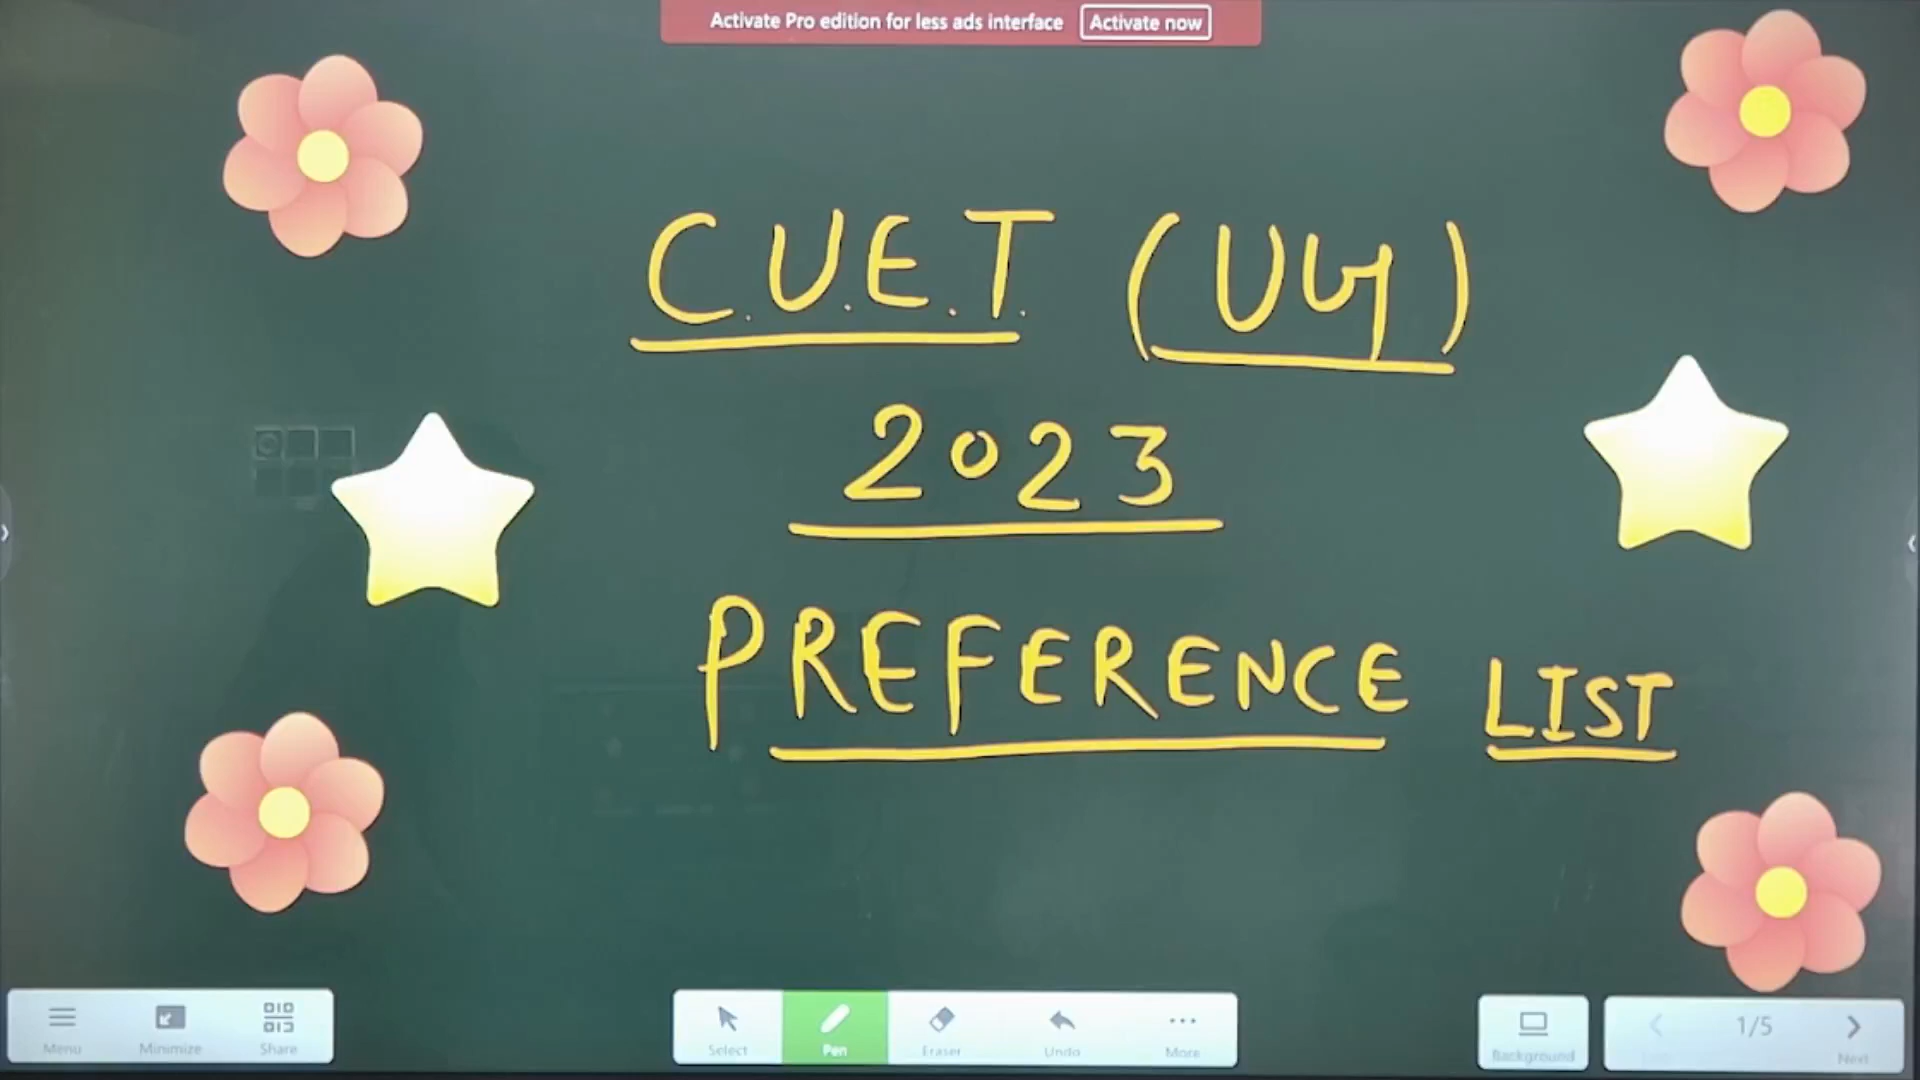 Activate Pro edition for less ads interface Activate now
C.U.E.T. (UG)
2023
PREFERENCE LIST
Menu Minimize Share Select Pen Eraser Undo More Background 1/5 Next